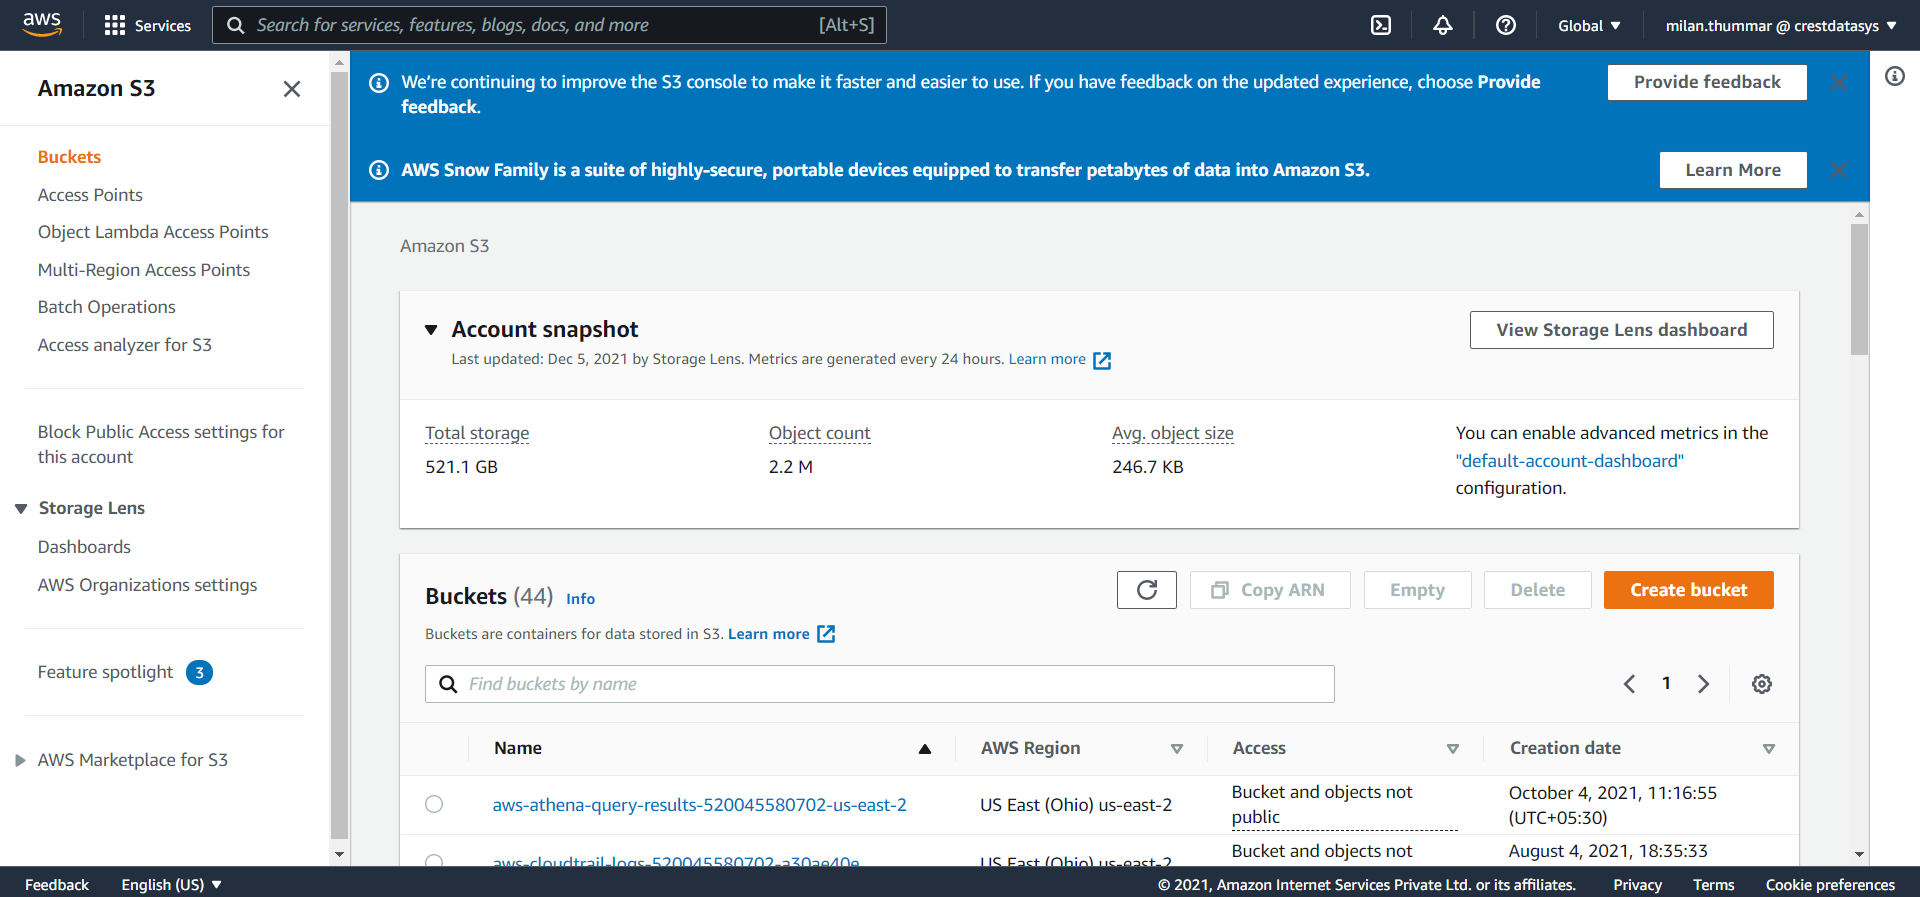 aws
Services
Search for services, features, blogs, docs, and more
[Alt+S]
Global
milan.thummar @ crestdatasys
Amazon S3
Buckets
Access Points
Object Lambda Access Points
Multi-Region Access Points
Batch Operations
Access analyzer for S3
Block Public Access settings for
this account
Storage Lens
Dashboards
AWS Organizations settings
Feature spotlight 3
AWS Marketplace for S3
We're continuing to improve the S3 console to make it faster and easier to use. If you have feedback on the updated experience, choose Provide
feedback.
Provide feedback
AWS Snow Family is a suite of highly-secure, portable devices equipped to transfer petabytes of data into Amazon S3.
Learn More
Amazon S3
Account snapshot
Last updated: Dec 5, 2021 by Storage Lens. Metrics are generated every 24 hours. Learn more
View Storage Lens dashboard
Total storage
521.1 GB
Object count
2.2 M
Avg. object size
246.7 KB
You can enable advanced metrics in the
"default-account-dashboard"
configuration.
Buckets (44) Info
Copy ARN
Empty
Delete
Create bucket
Buckets are containers for data stored in S3. Learn more
Find buckets by name
1
Name
AWS Region
Access
Creation date
aws-athena-query-results-520045580702-us-east-2
US East (Ohio) us-east-2
Bucket and objects not
public
October 4, 2021, 11:16:55
(UTC+05:30)
aws-cloudtrail-logs-520045580702-a30ae40e
US East (Ohio) us-east-2
Bucket and objects not
August 4, 2021, 18:35:33
Feedback
English (US)
© 2021, Amazon Internet Services Private Ltd. or its affiliates.
Privacy
Terms
Cookie preferences